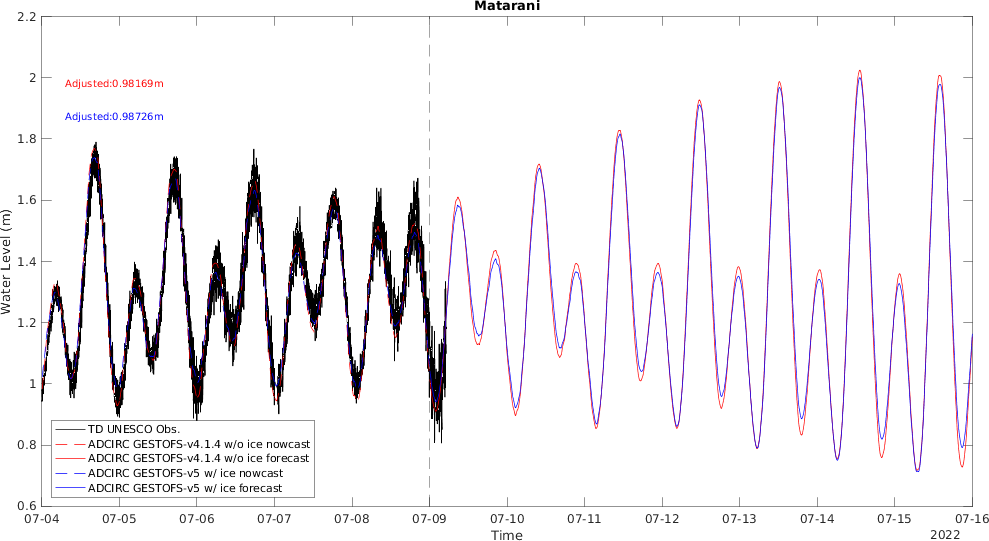 Matarani
2.2
2
1.8
1.6
1.4
1.2
1
0.8
0.6
Water Level (m)
Adjusted:0.98169m
Adjusted:0.98726m
TD UNESCO Obs.
ADCIRC GESTOFS-v4.1.4 w/o ice nowcast
ADCIRC GESTOFS-v4.1.4 w/o ice forecast
ADCIRC GESTOFS-v5 w/ ice nowcast
ADCIRC GESTOFS-v5 w/ ice forecast
07-04 07-05 07-06 07-07 07-08 07-09 07-10 07-11 07-12 07-13 07-14 07-15 07-16
Time
2022